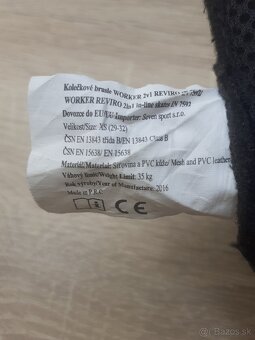 Kolečkové brusle WORKER 2v1 REVIRO
WORKER REVIRO 2in1 in-line skates IN 2592
Dovozce do EU/EU Importer: Seven sport s.r.o.
Velikost/Size: XS (29-32)
ČSN EN 13843 třída B/EN 13843 Class B
ČSN EN 15638/ EN 15638
Materiál/Material: Síťovina a PVC kůže/ Mesh and PVC leather
Váhový limit/Weight Limit: 35 kg
Rok výroby/Year of Manufacture: 2016
Made in P.R.C.
CE
Bazos.sk